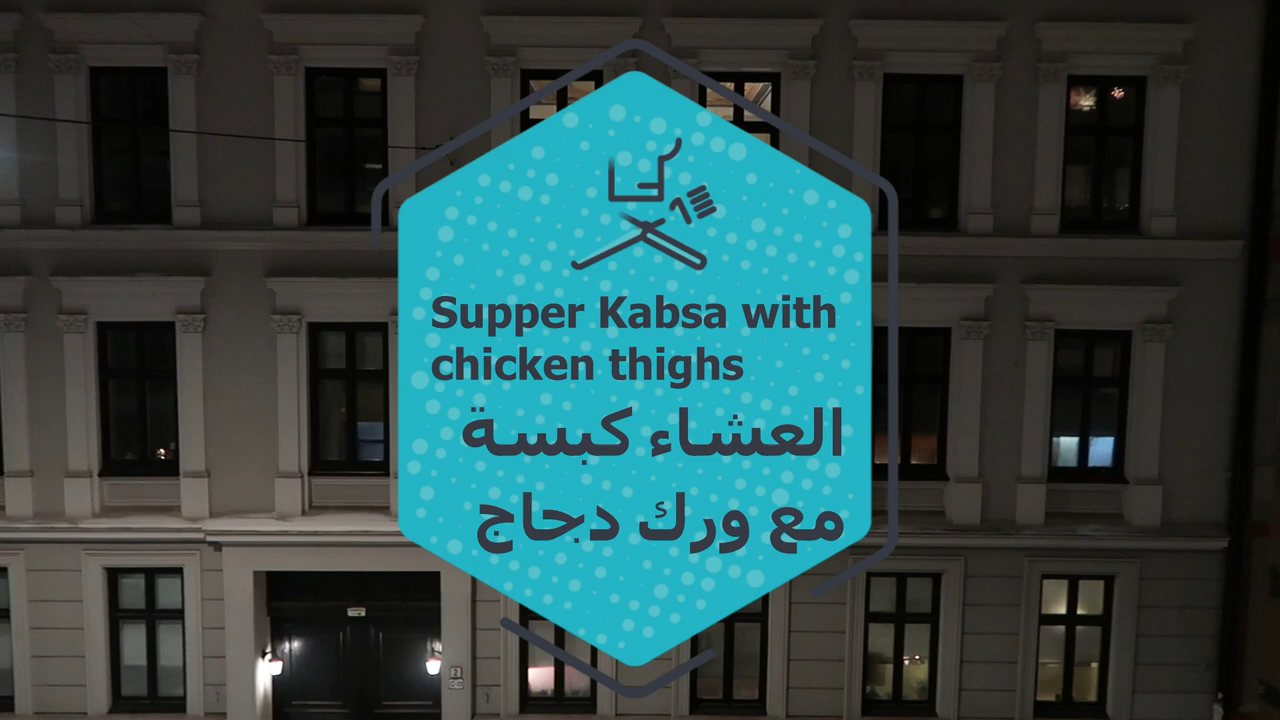 Supper Kabsa with
chicken thighs
العشاء كبسة
مع ورك دجاج